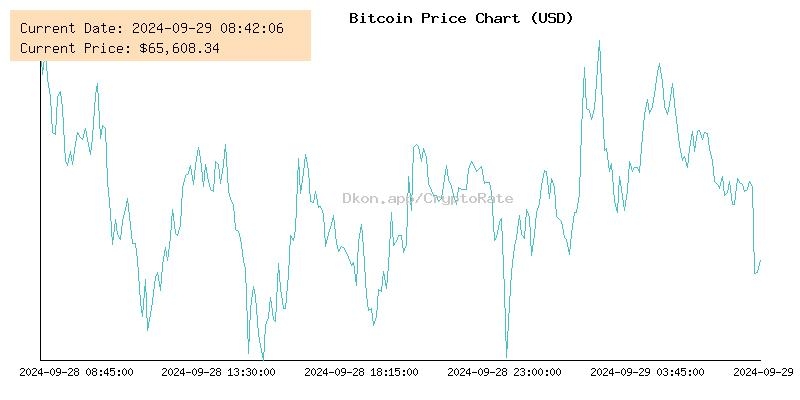 Bitcoin Price Chart (USD)
Current Date: 2024-09-29 08:42:06
Current Price: $65,608.34
Dkon.app/CryptoRate
2024-09-28 08:45:00 2024-09-28 13:30:00 2024-09-28 18:15:00 2024-09-28 23:00:00 2024-09-29 03:45:00 2024-09-29